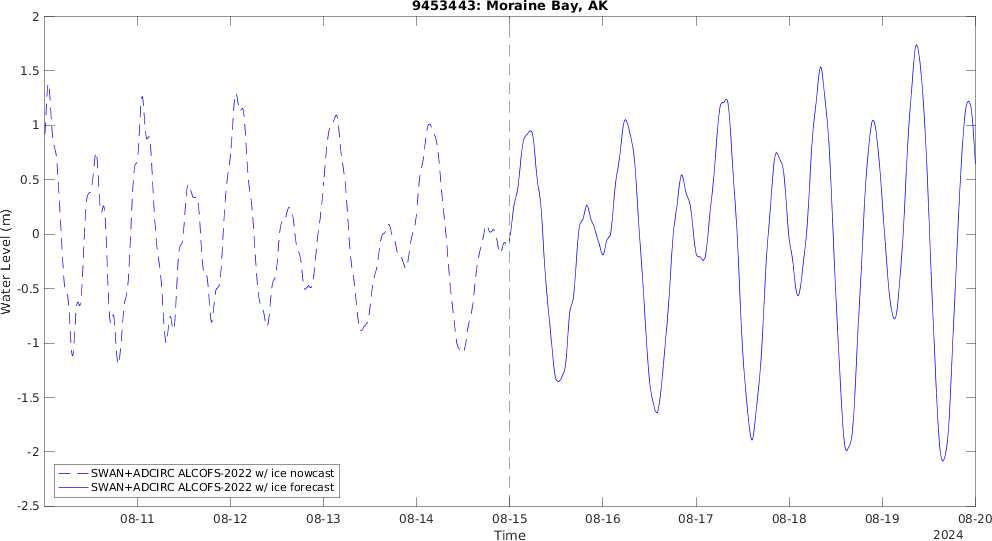 9453443: Moraine Bay, AK
2
1.5
1
0.5
0
-0.5
-1
-1.5
-2
-2.5
Water Level (m)
SWAN+ADCIRC ALCOFS-2022 w/ ice nowcast
SWAN+ADCIRC ALCOFS-2022 w/ ice forecast
08-11 08-12 08-13 08-14 08-15 08-16 08-17 08-18 08-19 08-20
Time
2024